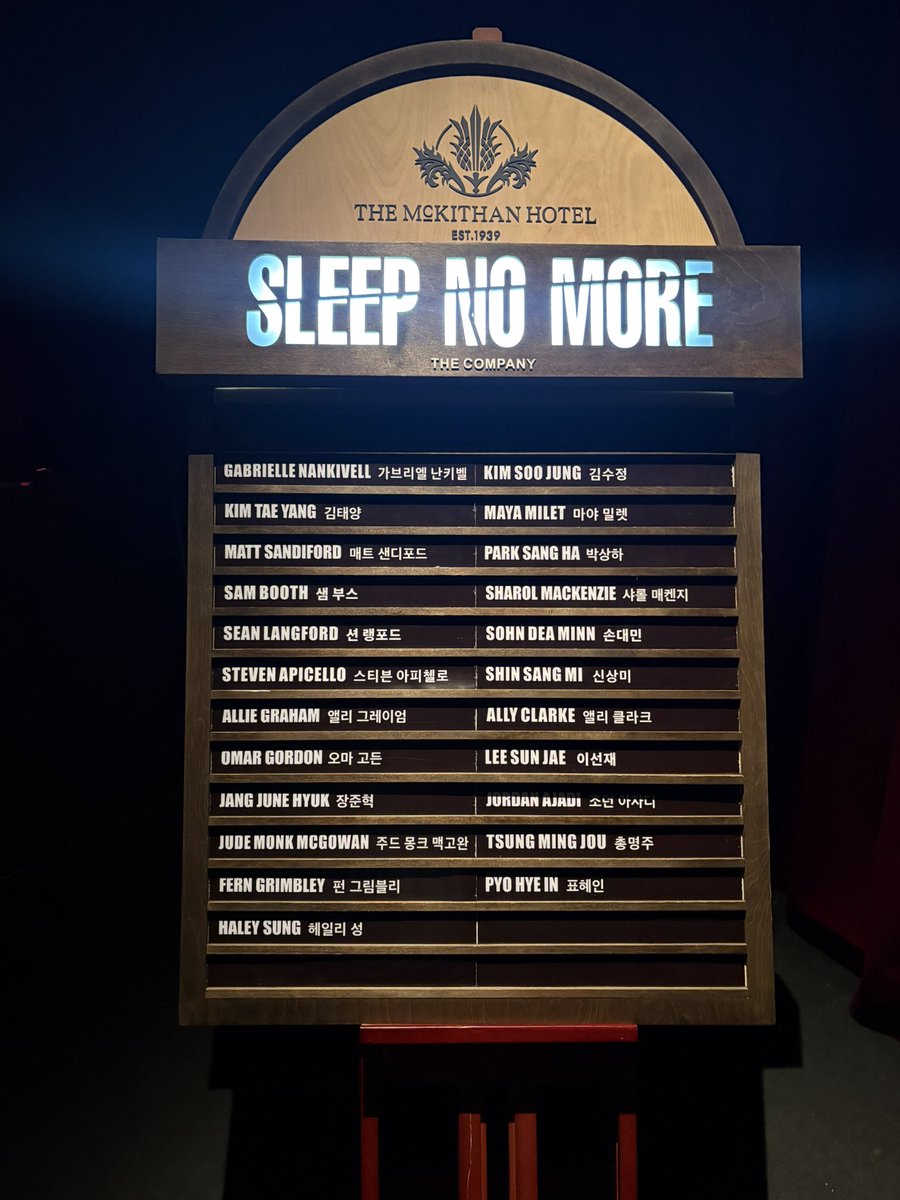 THE McKITHAN HOTEL
EST.1939
SLEEP NO MORE
THE COMPANY
GABRIELLE NANKIVELL 가브리엘 난키벨
KIM SOO JUNG 김수정
KIM TAE YANG 김태양
MAYA MILET 마야 밀렛
MATT SANDIFORD 매트 샌디포드
PARK SANG HA 박상하
SAM BOOTH 샘 부스
SHAROL MACKENZIE 샤롤 매켄지
SEAN LANGFORD 션 랭포드
SOHN DEA MINN 손대민
STEVEN APICELLO 스티븐 아피첼로
SHIN SANG MI 신상미
ALLIE GRAHAM 앨리 그레이엄
ALLY CLARKE 앨리 클라크
OMAR GORDON 오마 고든
LEE SUN JAE 이선재
JANG JUNE HYUK 장준혁
JORDAN AJADI
JUDE MONK MCGOWAN 주드 몽크 맥고완
TSUNG MING JOU 총명주
FERN GRIMBLEY 펀 그림블리
PYO HYE IN 표혜인
HALEY SUNG 헤일리 성